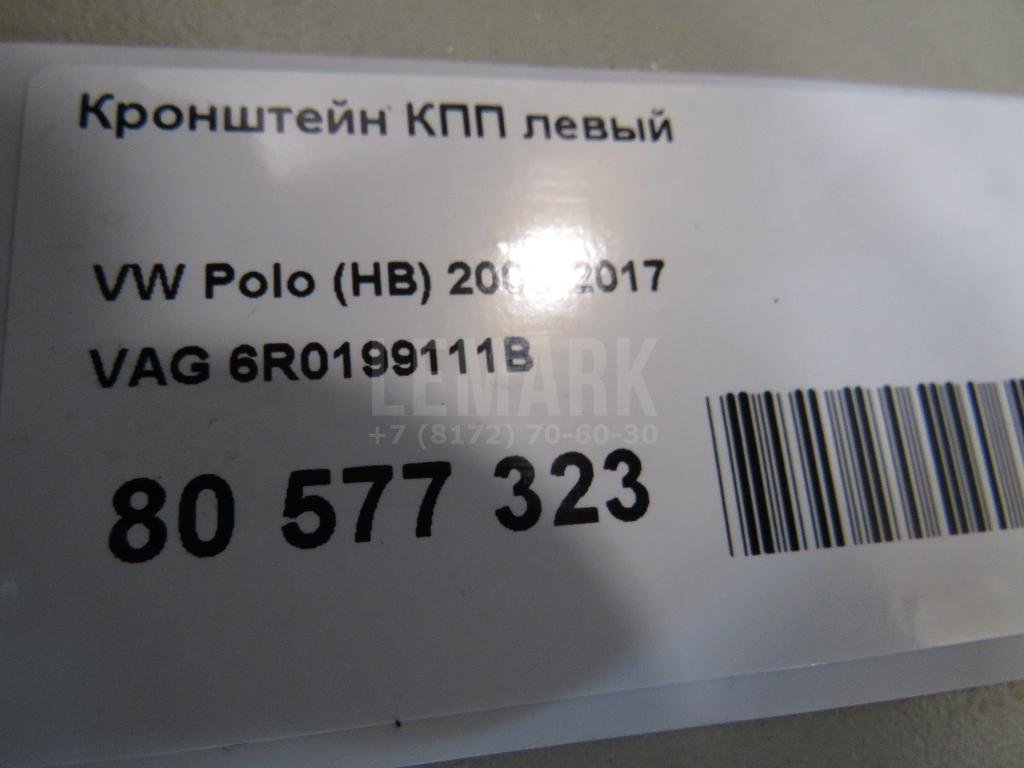 Кронштейн КПП левый
VW Polo (HB) 2017
VAG 6R0199111B
LEMARK
+7 (8172) 70-60-30
80 577 323